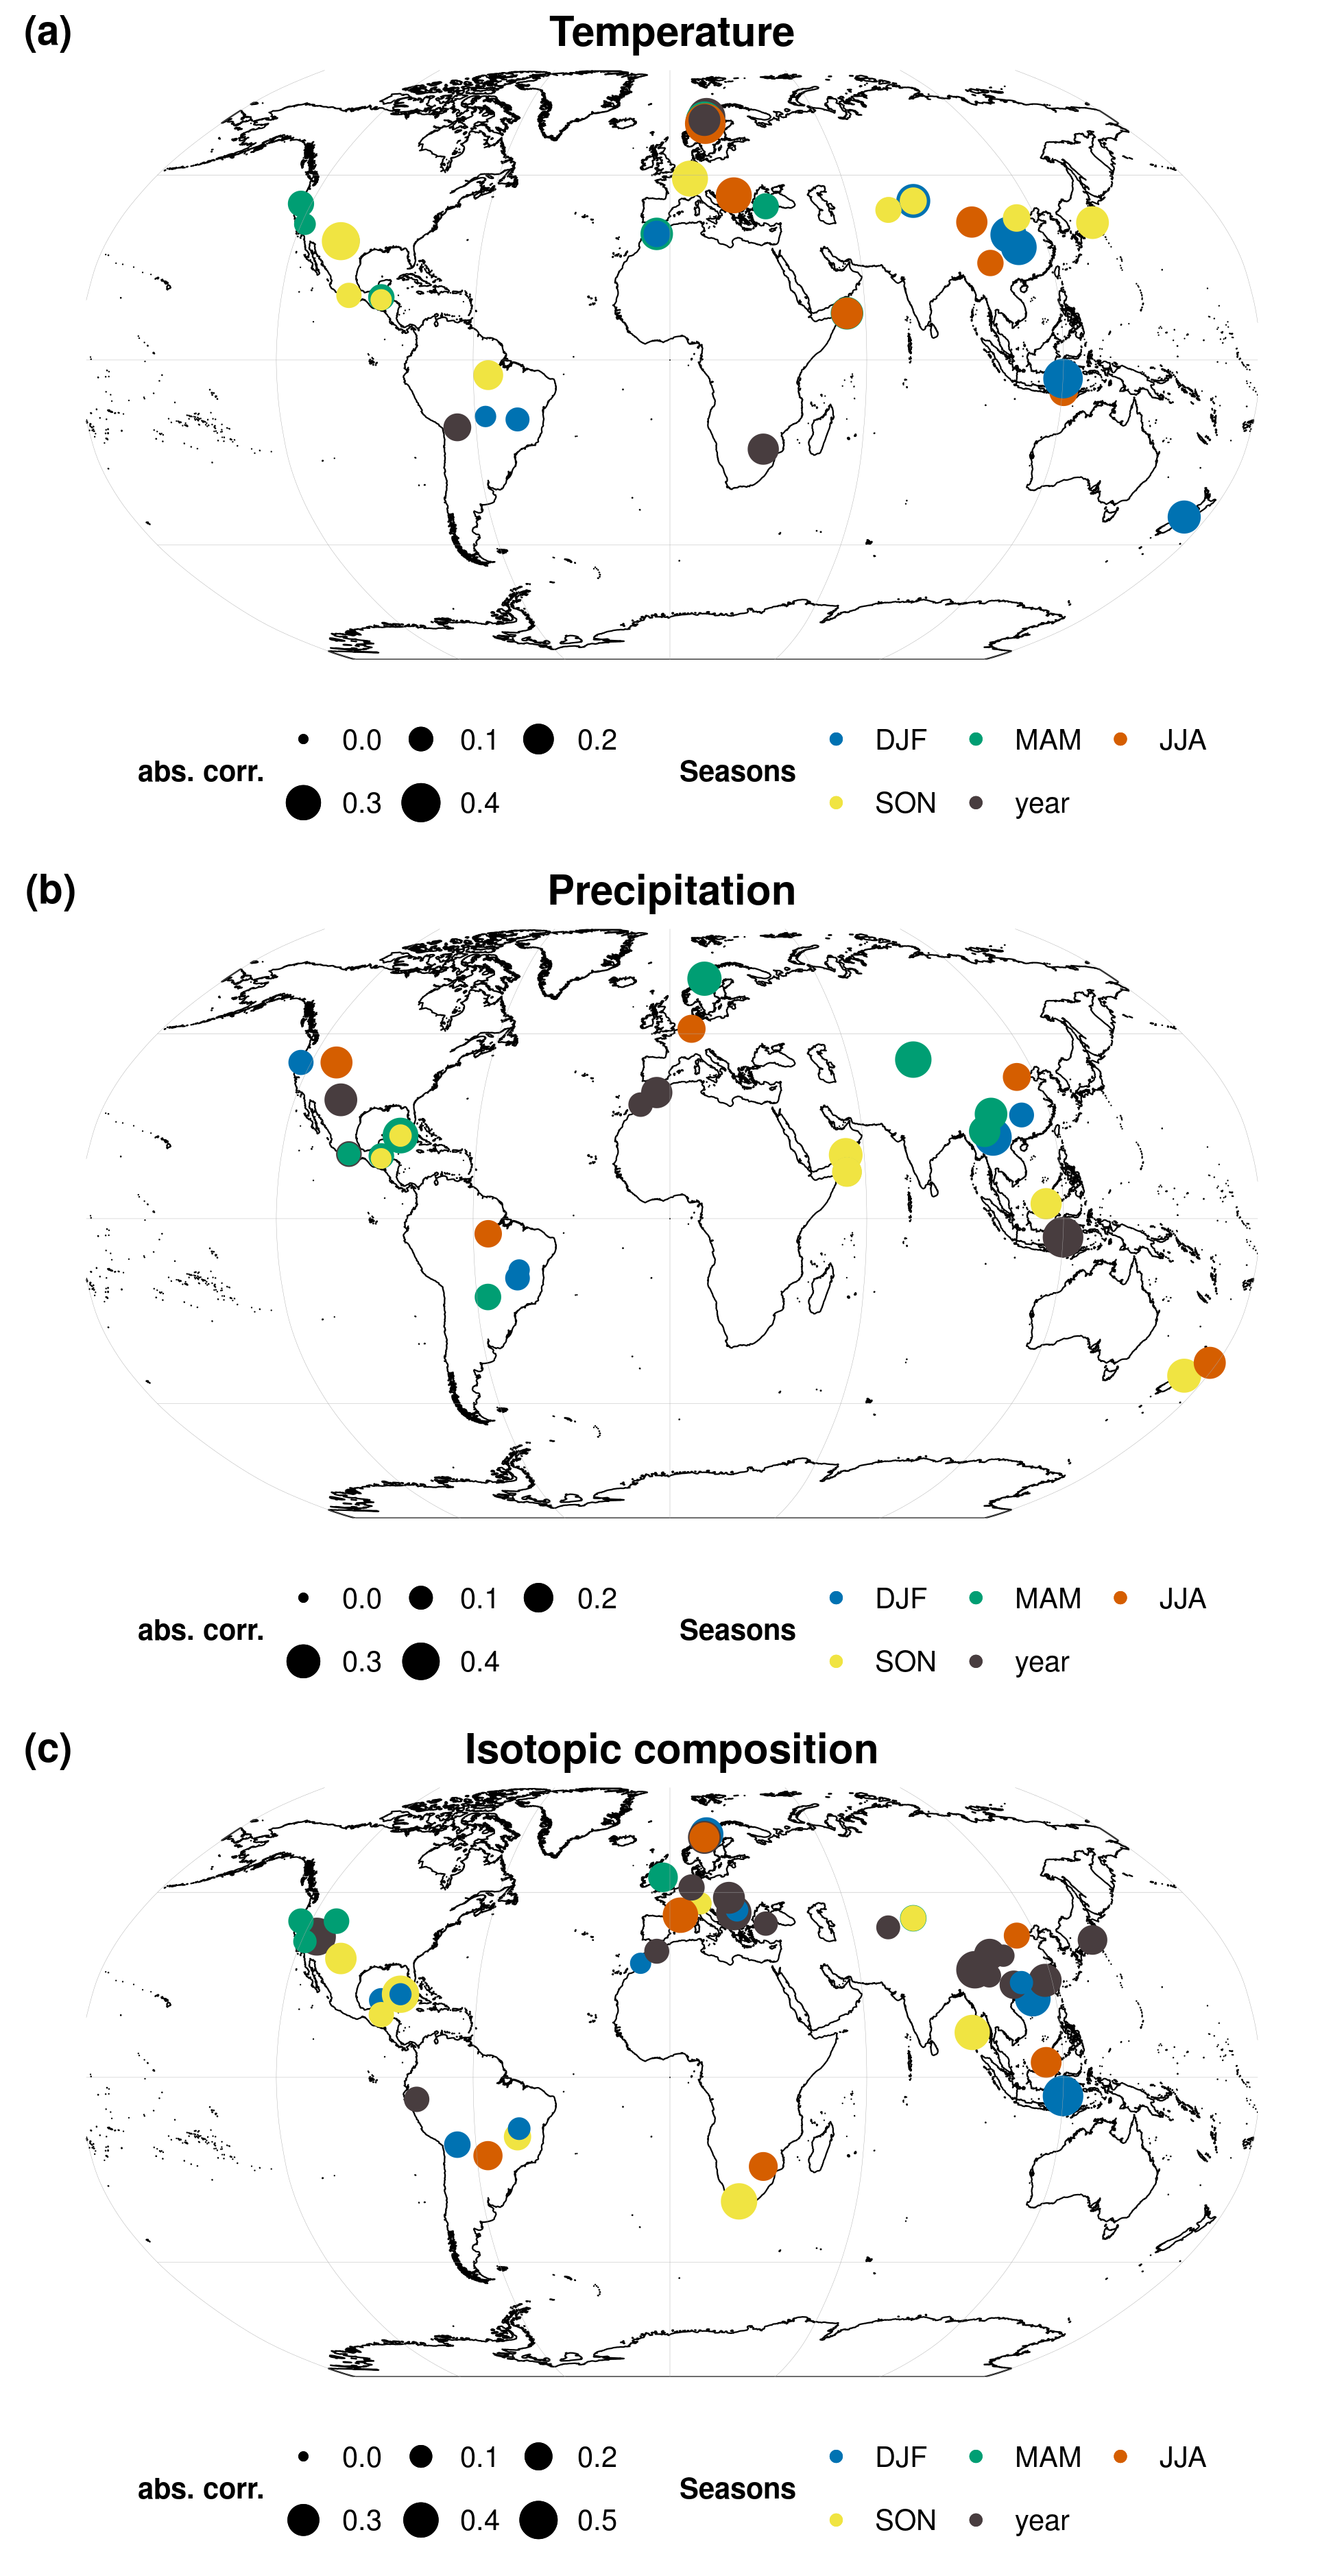 (a) Temperature
0.0 0.1 0.2 DJF MAM JJA
abs. corr. Seasons
0.3 0.4 SON year
(b) Precipitation
0.0 0.1 0.2 DJF MAM JJA
abs. corr. Seasons
0.3 0.4 SON year
(c) Isotopic composition
0.0 0.1 0.2 DJF MAM JJA
abs. corr. Seasons
0.3 0.4 0.5 SON year